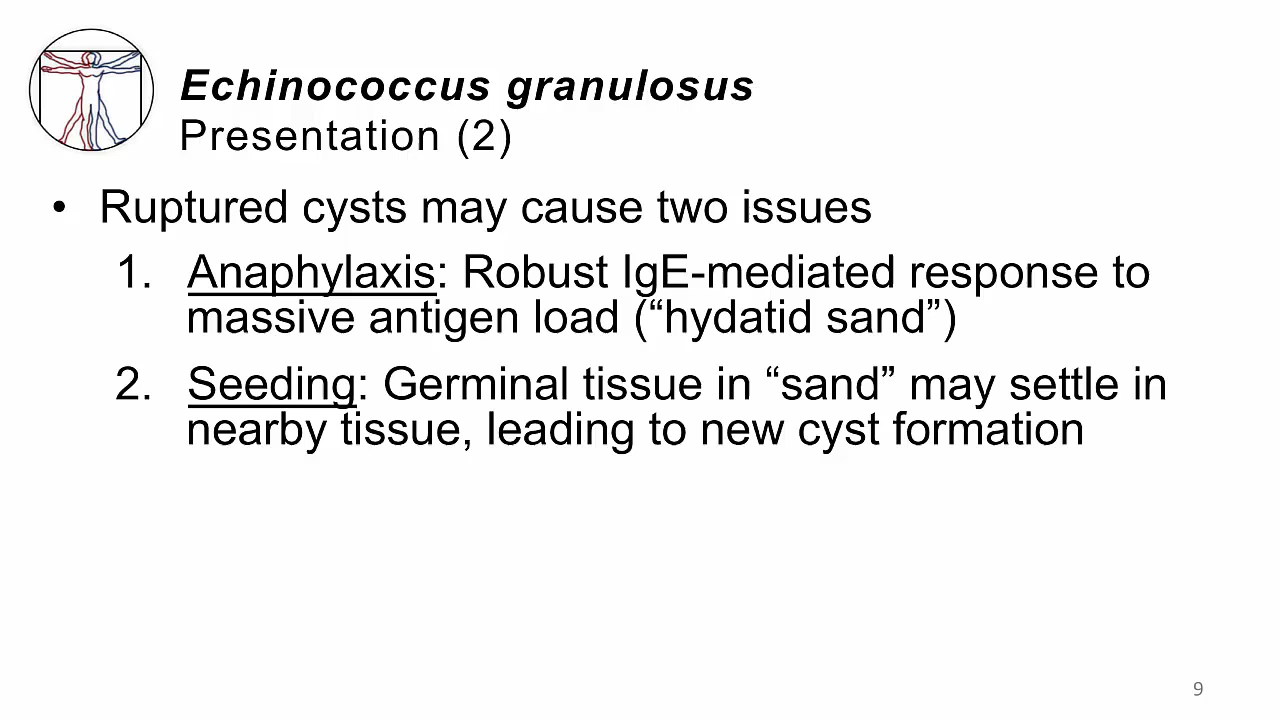 Echinococcus granulosus
Presentation (2)
• Ruptured cysts may cause two issues
1. Anaphylaxis: Robust IgE-mediated response to
massive antigen load (“hydatid sand”)
2. Seeding: Germinal tissue in “sand” may settle in
nearby tissue, leading to new cyst formation
9